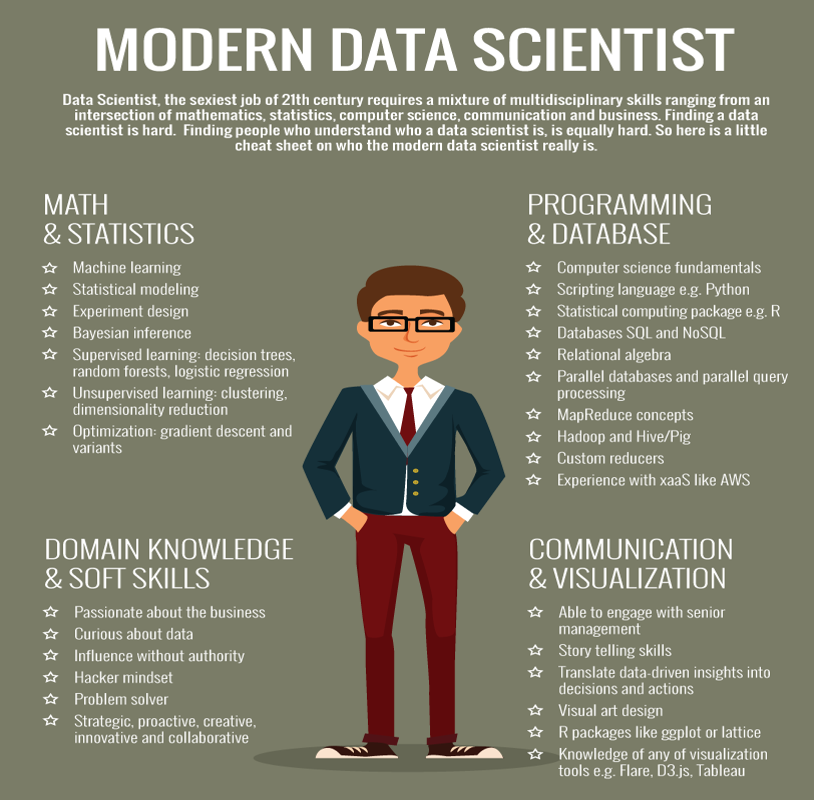 MODERN DATA SCIENTIST
Data Scientist, the sexiest job of 21th century requires a mixture of multidisciplinary skills ranging from an
intersection of mathematics, statistics, computer science, communication and business. Finding a data
scientist is hard. Finding people who understand who a data scientist is, is equally hard. So here is a little
cheat sheet on who the modern data scientist really is.
MATH
& STATISTICS
Machine learning
Statistical modeling
Experiment design
Bayesian inference
Supervised learning: decision trees,
random forests, logistic regression
Unsupervised learning: clustering,
dimensionality reduction
Optimization: gradient descent and
variants
PROGRAMMING
& DATABASE
Computer science fundamentals
Scripting language e.g. Python
Statistical computing package e.g. R
Databases SQL and NoSQL
Relational algebra
Parallel databases and parallel query
processing
MapReduce concepts
Hadoop and Hive/Pig
Custom reducers
Experience with xaaS like AWS
DOMAIN KNOWLEDGE
& SOFT SKILLS
Passionate about the business
Curious about data
Influence without authority
Hacker mindset
Problem solver
Strategic, proactive, creative,
innovative and collaborative
COMMUNICATION
& VISUALIZATION
Able to engage with senior
management
Story telling skills
Translate data-driven insights into
decisions and actions
Visual art design
R packages like ggplot or lattice
Knowledge of any of visualization
tools e.g. Flare, D3.js, Tableau